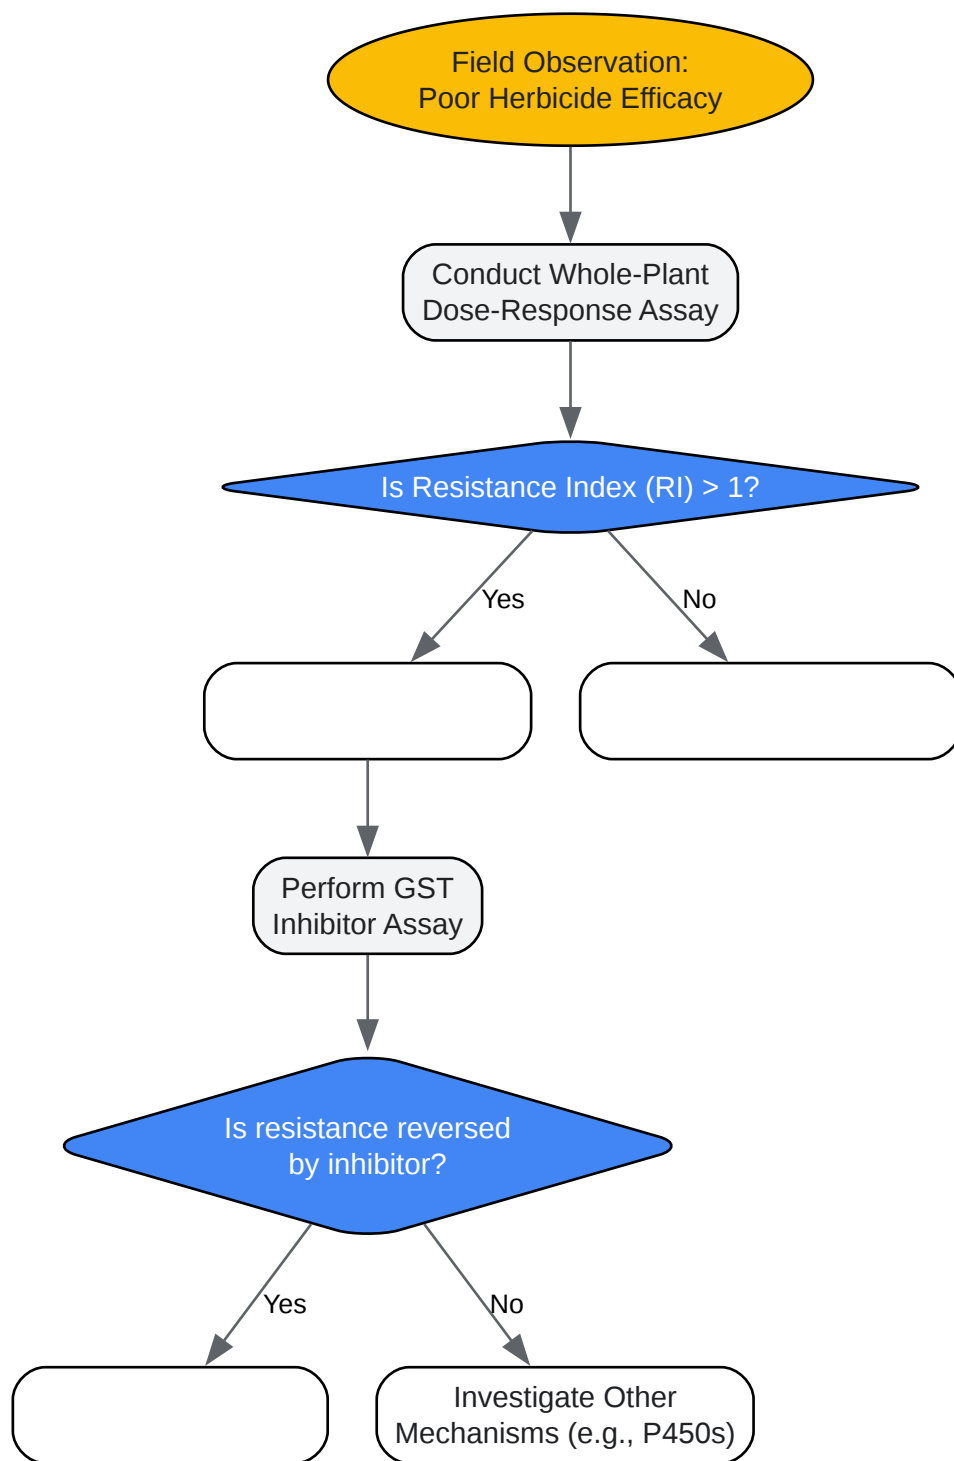 Field Observation:
Poor Herbicide Efficacy
Conduct Whole-Plant
Dose-Response Assay
Is Resistance Index (RI) > 1?
Yes
No
Perform GST
Inhibitor Assay
Is resistance reversed
by inhibitor?
Yes
No
Investigate Other
Mechanisms (e.g., P450s)